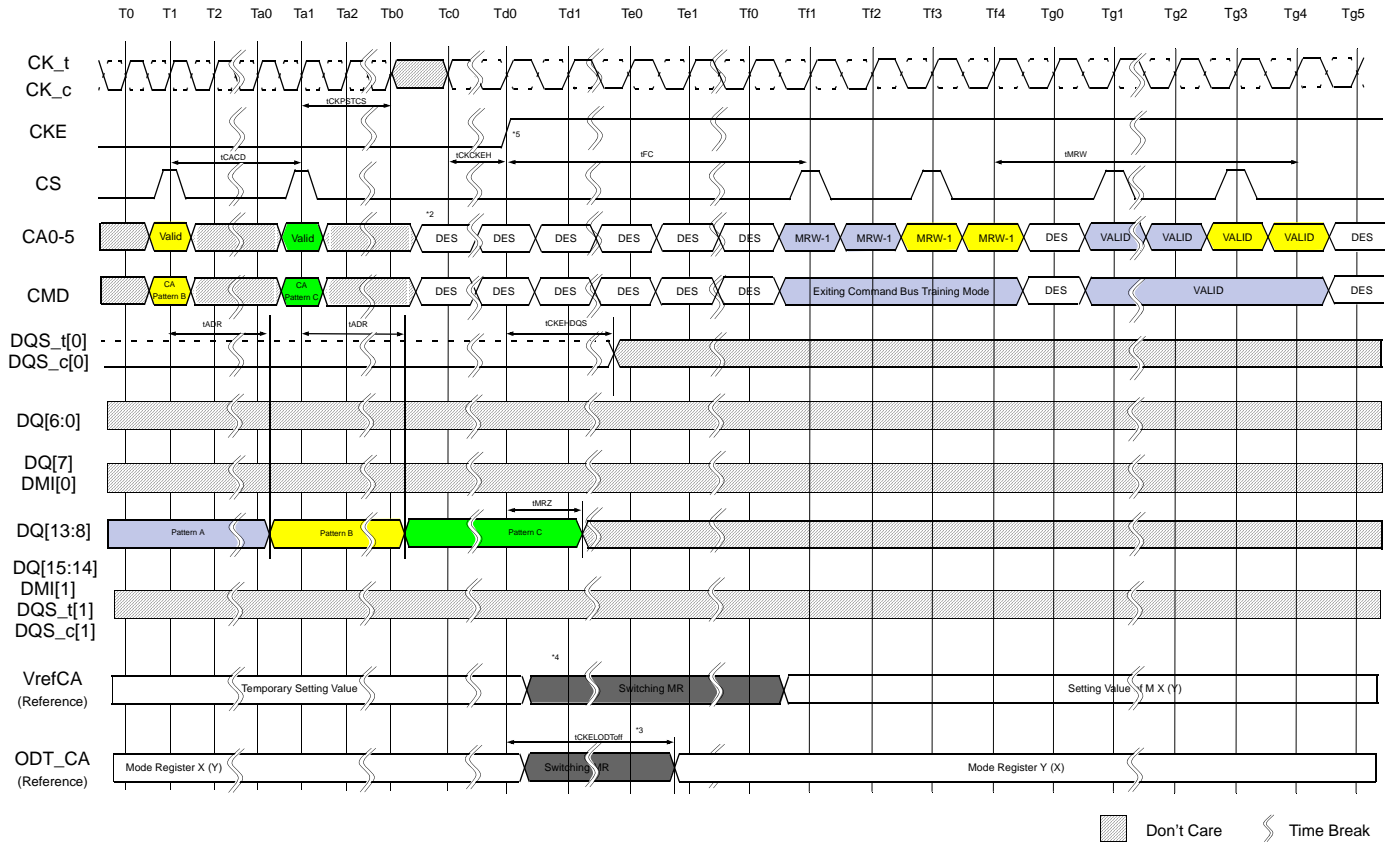 T0 T1 T2 Ta0 Ta1 Ta2 Tb0 Tc0 Td0 Td1 Te0 Te1 Tf0 Tf1 Tf2 Tf3 Tf4 Tg0 Tg1 Tg2 Tg3 Tg4 Tg5
CK_t
CK_c
tCKPSTCS
CKE
*5
tCACD tCKCKEH tFC tMRW
CS
*2
CA0-5 Valid Valid DES DES DES DES DES DES MRW-1 MRW-1 MRW-1 MRW-1 DES VALID VALID VALID VALID DES
CMD CA Pattern B CA Pattern C DES DES DES DES DES DES Exiting Command Bus Training Mode DES VALID DES
tADR tADR tCKEHDQS
DQS_t[0]
DQS_c[0]
DQ[6:0]
DQ[7]
DMI[0]
tMRZ
DQ[13:8] Pattern A Pattern B Pattern C
DQ[15:14]
DMI[1]
DQS_t[1]
DQS_c[1]
*4
VrefCA Temporary Setting Value Switching MR Setting Value of M X (Y)
(Reference)
tCKELODToff *3
ODT_CA Mode Register X (Y) Switching MR Mode Register Y (X)
(Reference)
Don't Care Time Break